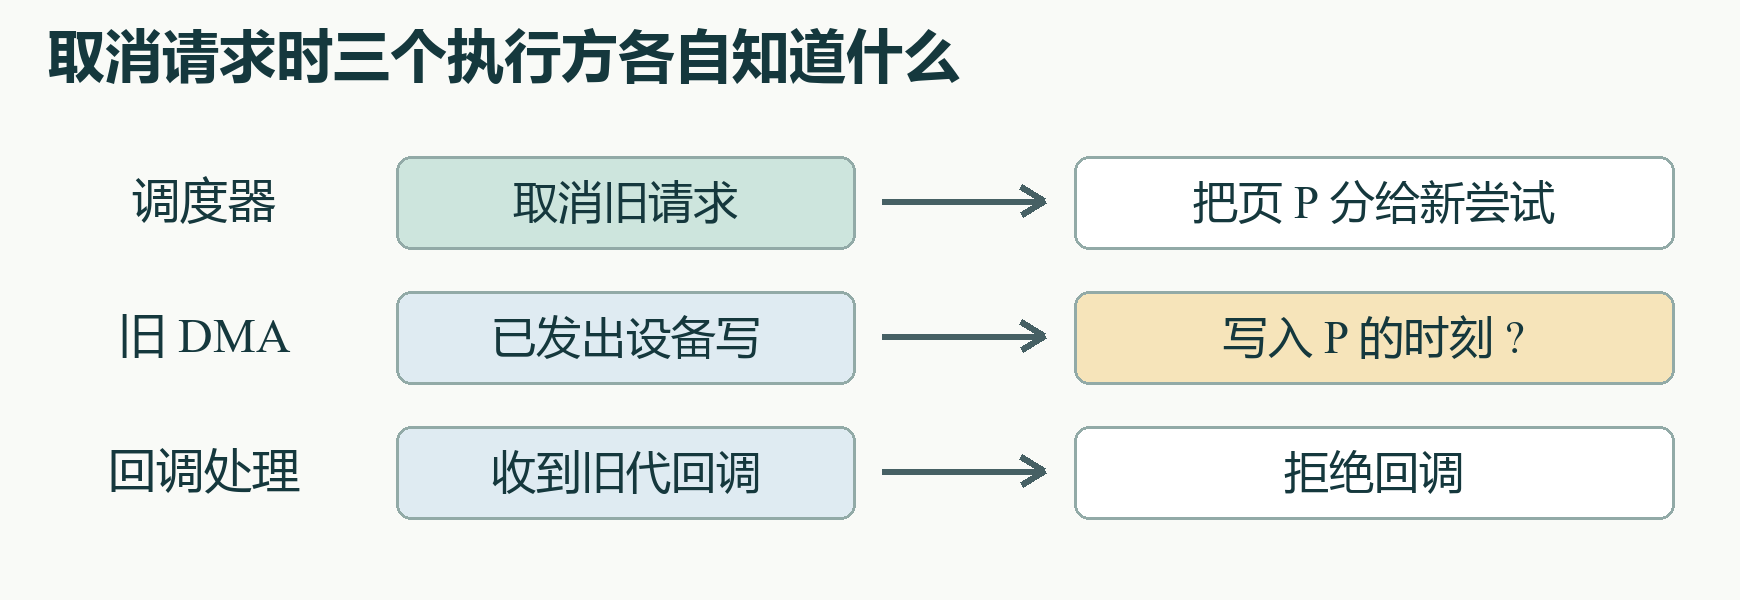 取消请求时三个执行方各自知道什么
调度器 取消旧请求 把页 P 分给新尝试
旧 DMA 已发出设备写 写入 P 的时刻？
回调处理 收到旧代回调 拒绝回调